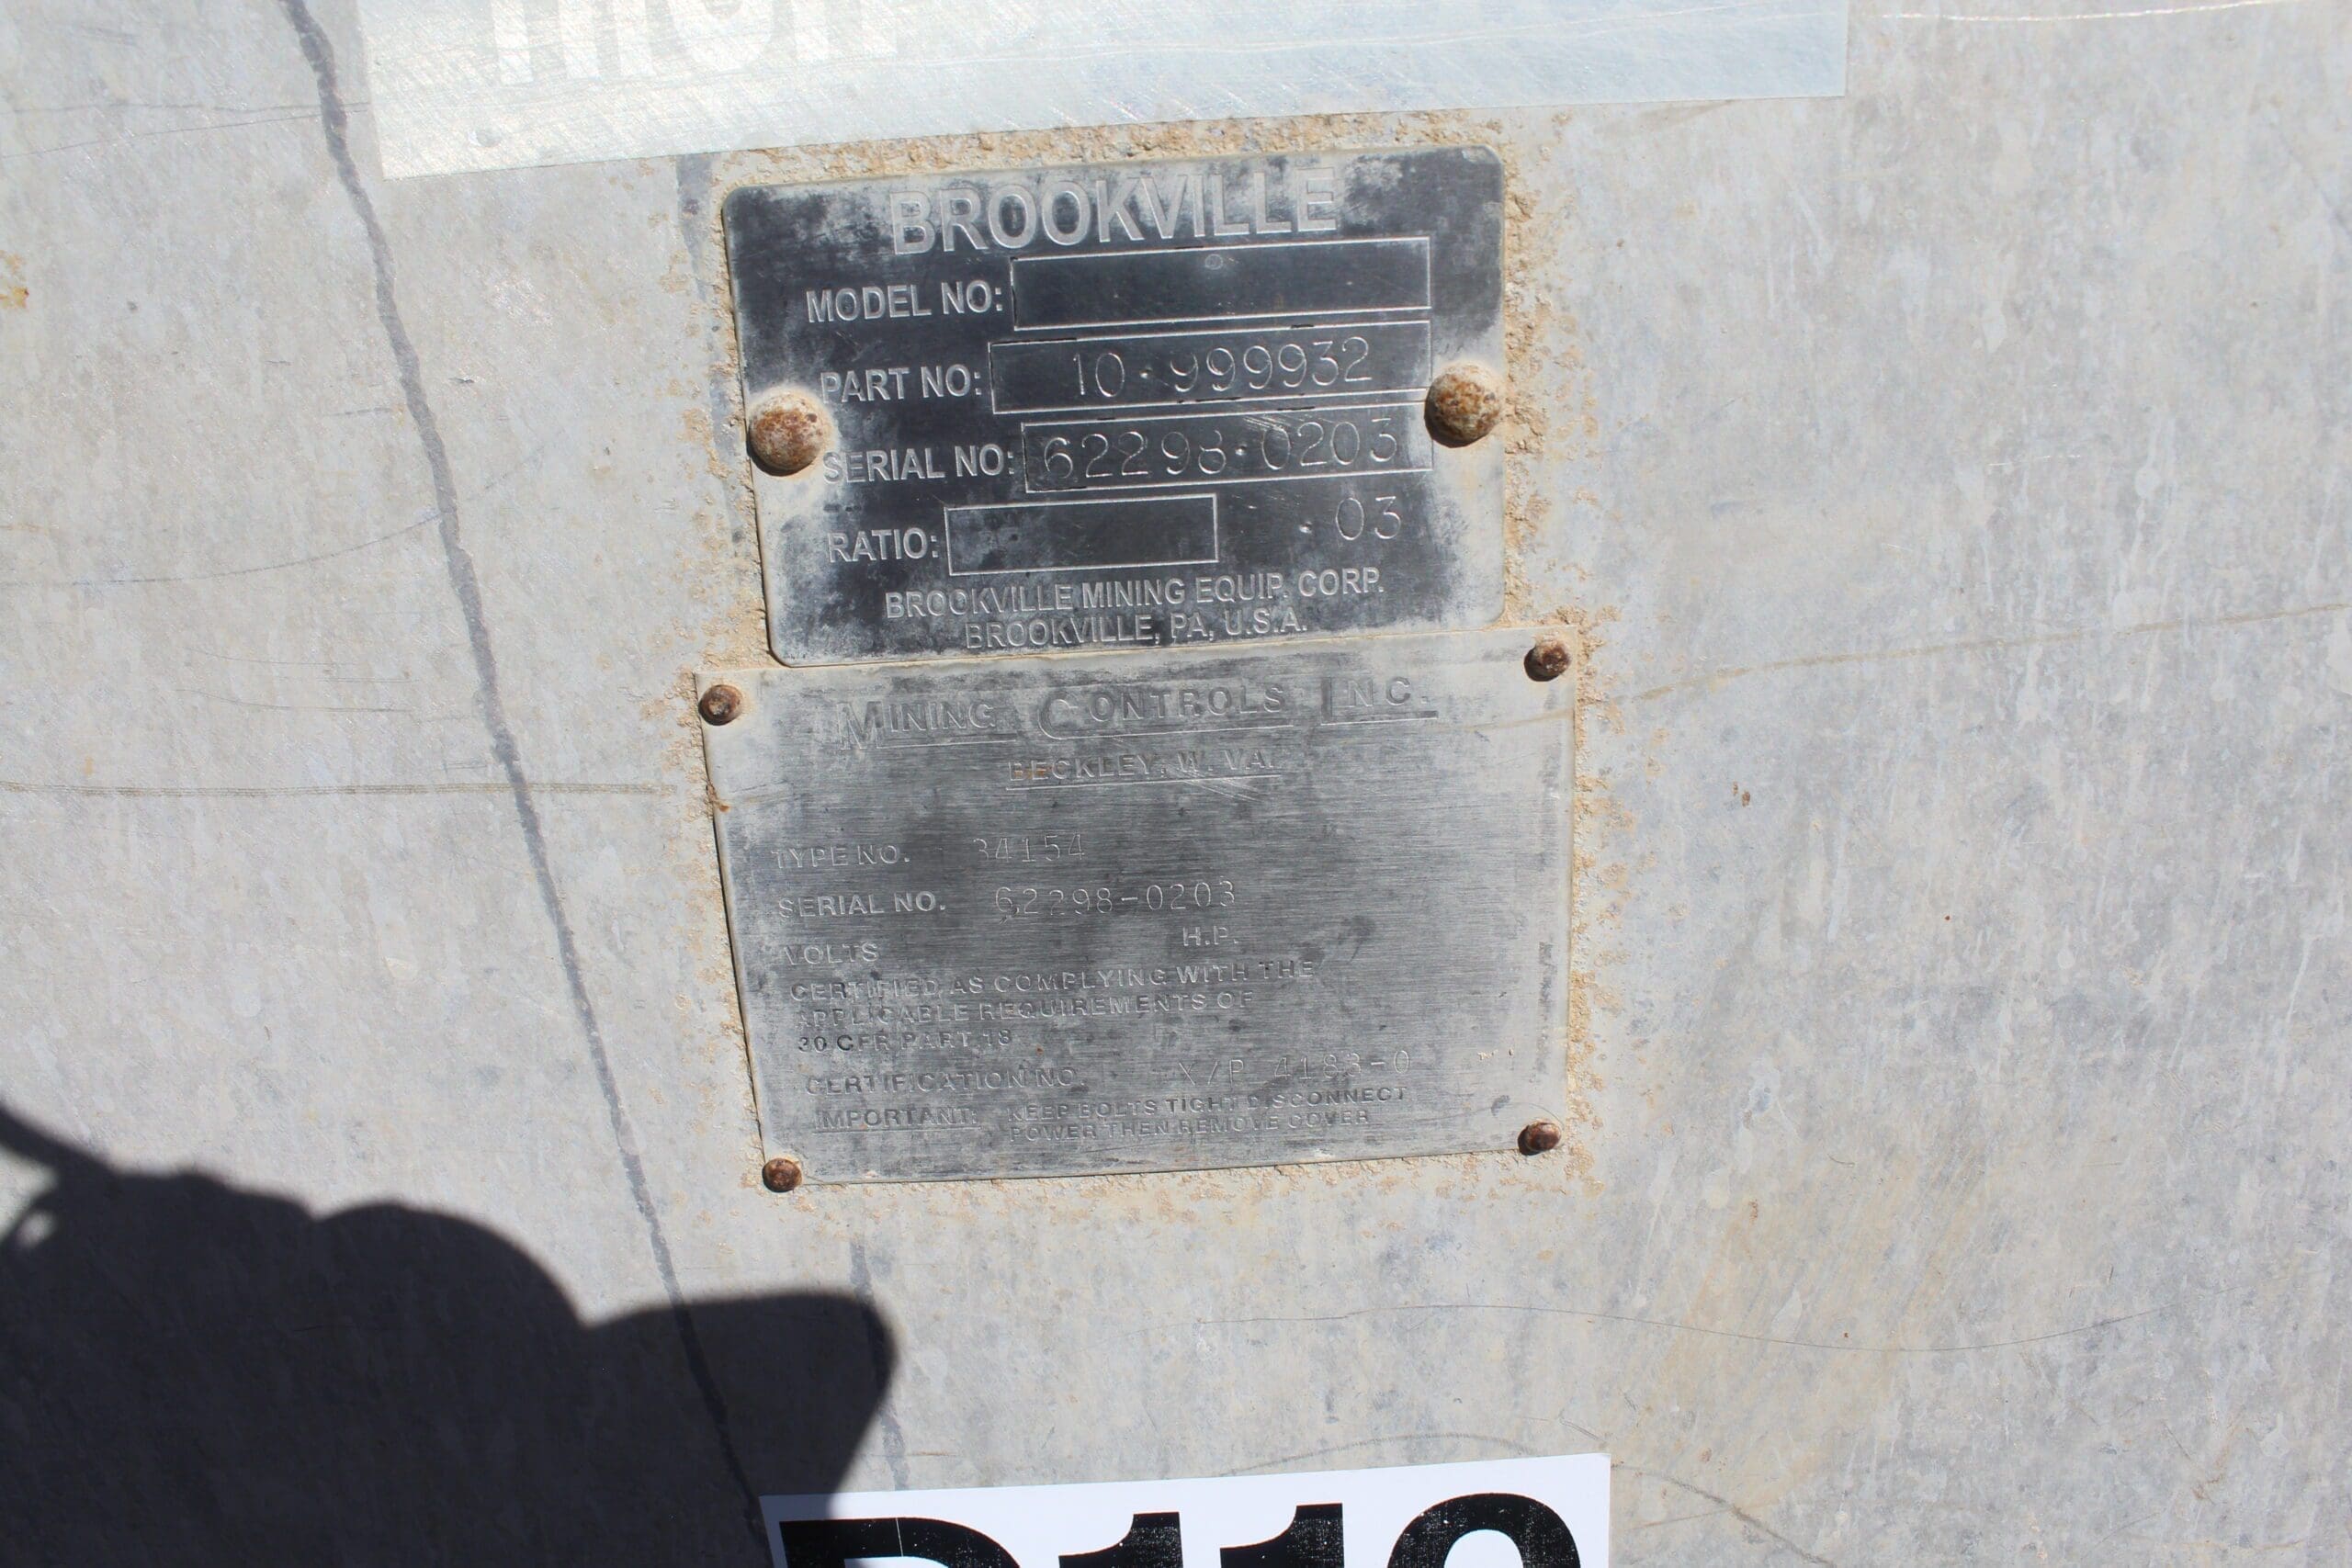 BROOKVILLE
MODEL NO:
PART NO: 10-999932
SERIAL NO: 62298-0203
03
RATIO:
BROOKVILLE MINING EQUIP. CORP.
BROOKVILLE, PA, U.S.A.
MINING CONTROLS INC.
BECKLEY, W. VA.
TYPE NO. 34154
SERIAL NO. 62298-0203
VOLTS H.P.
CERTIFIED AS COMPLYING WITH THE
APPLICABLE REQUIREMENTS OF
30 CFR PART 18
CERTIFICATION NO. X/P 4183-0
IMPORTANT: KEEP BOLTS TIGHT DISCONNECT
POWER THEN REMOVE COVER